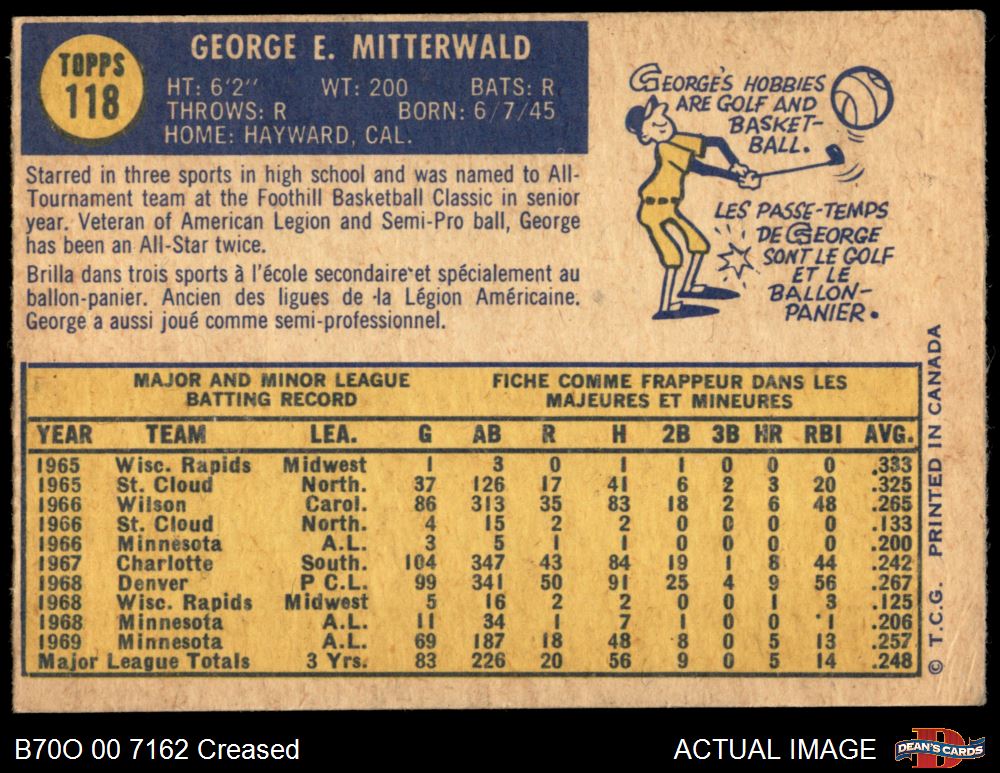 TOPPS
118
GEORGE E. MITTERWALD
HT: 6'2'' WT: 200 BATS: R
THROWS: R BORN: 6/7/45
HOME: HAYWARD, CAL.
Starred in three sports in high school and was named to All-
Tournament team at the Foothill Basketball Classic in senior
year. Veteran of American Legion and Semi-Pro ball, George
has been an All-Star twice.
Brilla dans trois sports à l'école secondaire et spécialement au
ballon-panier. Ancien des ligues de la Légion Américaine.
George a aussi joué comme semi-professionnel.
GEORGE'S HOBBIES
ARE GOLF AND
BASKET-
BALL.
LES PASSE-TEMPS
DE GEORGE
SONT LE GOLF
ET LE
BALLON-
PANIER.
MAJOR AND MINOR LEAGUE
BATTING RECORD
FICHE COMME FRAPPEUR DANS LES
MAJEURES ET MINEURES
YEAR TEAM LEA. G AB R H 2B 3B HR RBI AVG.
1965 Wisc. Rapids Midwest 1 3 0 1 1 0 0 0 .333
1965 St. Cloud North. 37 126 17 41 6 2 3 20 .325
1966 Wilson Carol. 86 313 35 83 18 2 6 48 .265
1966 St. Cloud North. 4 15 2 2 0 0 0 0 .133
1966 Minnesota A.L. 3 5 1 1 0 0 0 0 .200
1967 Charlotte South. 104 347 43 84 19 1 8 44 .242
1968 Denver P C.L. 99 341 50 91 25 4 9 56 .267
1968 Wisc. Rapids Midwest 5 16 2 2 0 0 1 3 .125
1968 Minnesota A.L. 11 34 1 7 1 0 0 1 .206
1969 Minnesota A.L. 69 187 18 48 8 0 5 13 .257
Major League Totals 3 Yrs. 83 226 20 56 9 0 5 14 .248
© T.C.G. PRINTED IN CANADA
B70O 00 7162 Creased
ACTUAL IMAGE
DEAN'S CARDS